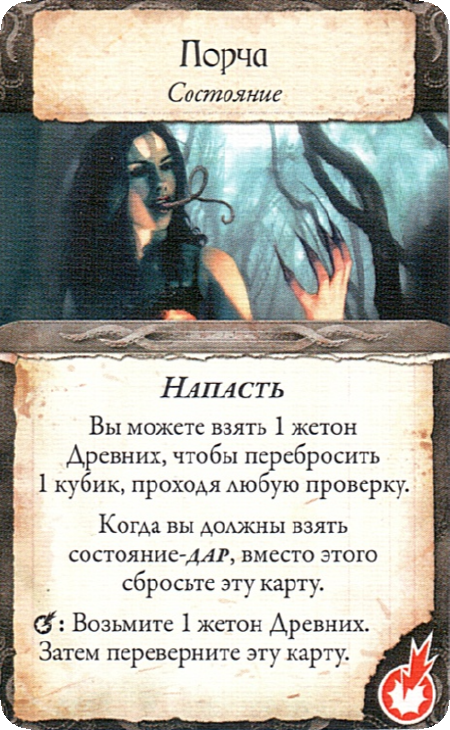 Порча
Состояние
Напасть
Вы можете взять 1 жетон
Древних, чтобы перебросить
1 кубик, проходя любую проверку.
Когда вы должны взять
состояние-ДАР, вместо этого
сбросьте эту карту.
: Возьмите 1 жетон Древних.
Затем переверните эту карту.